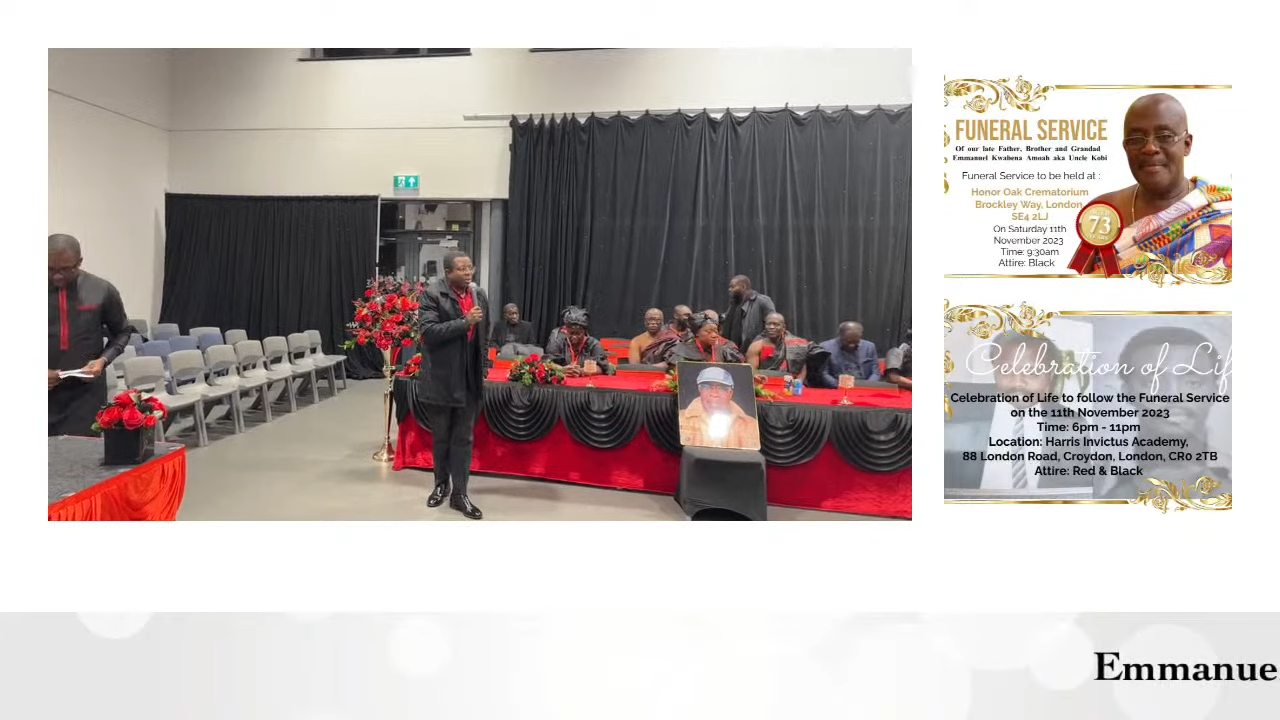 FUNERAL SERVICE
Of our late Father, Brother and Grandad
Emmanuel Kwabena Amoah aka Uncle Kobi
Funeral Service to be held at :
Honor Oak Crematorium
Brockley Way, London,
SE4 2LJ
On Saturday 11th
November 2023
Time: 9:30am
Attire: Black
73
Celebration of Lif
Celebration of Life to follow the Funeral Service
on the 11th November 2023
Time: 6pm - 11pm
Location: Harris Invictus Academy,
88 London Road, Croydon, London, CR0 2TB
Attire: Red & Black
Emmanue